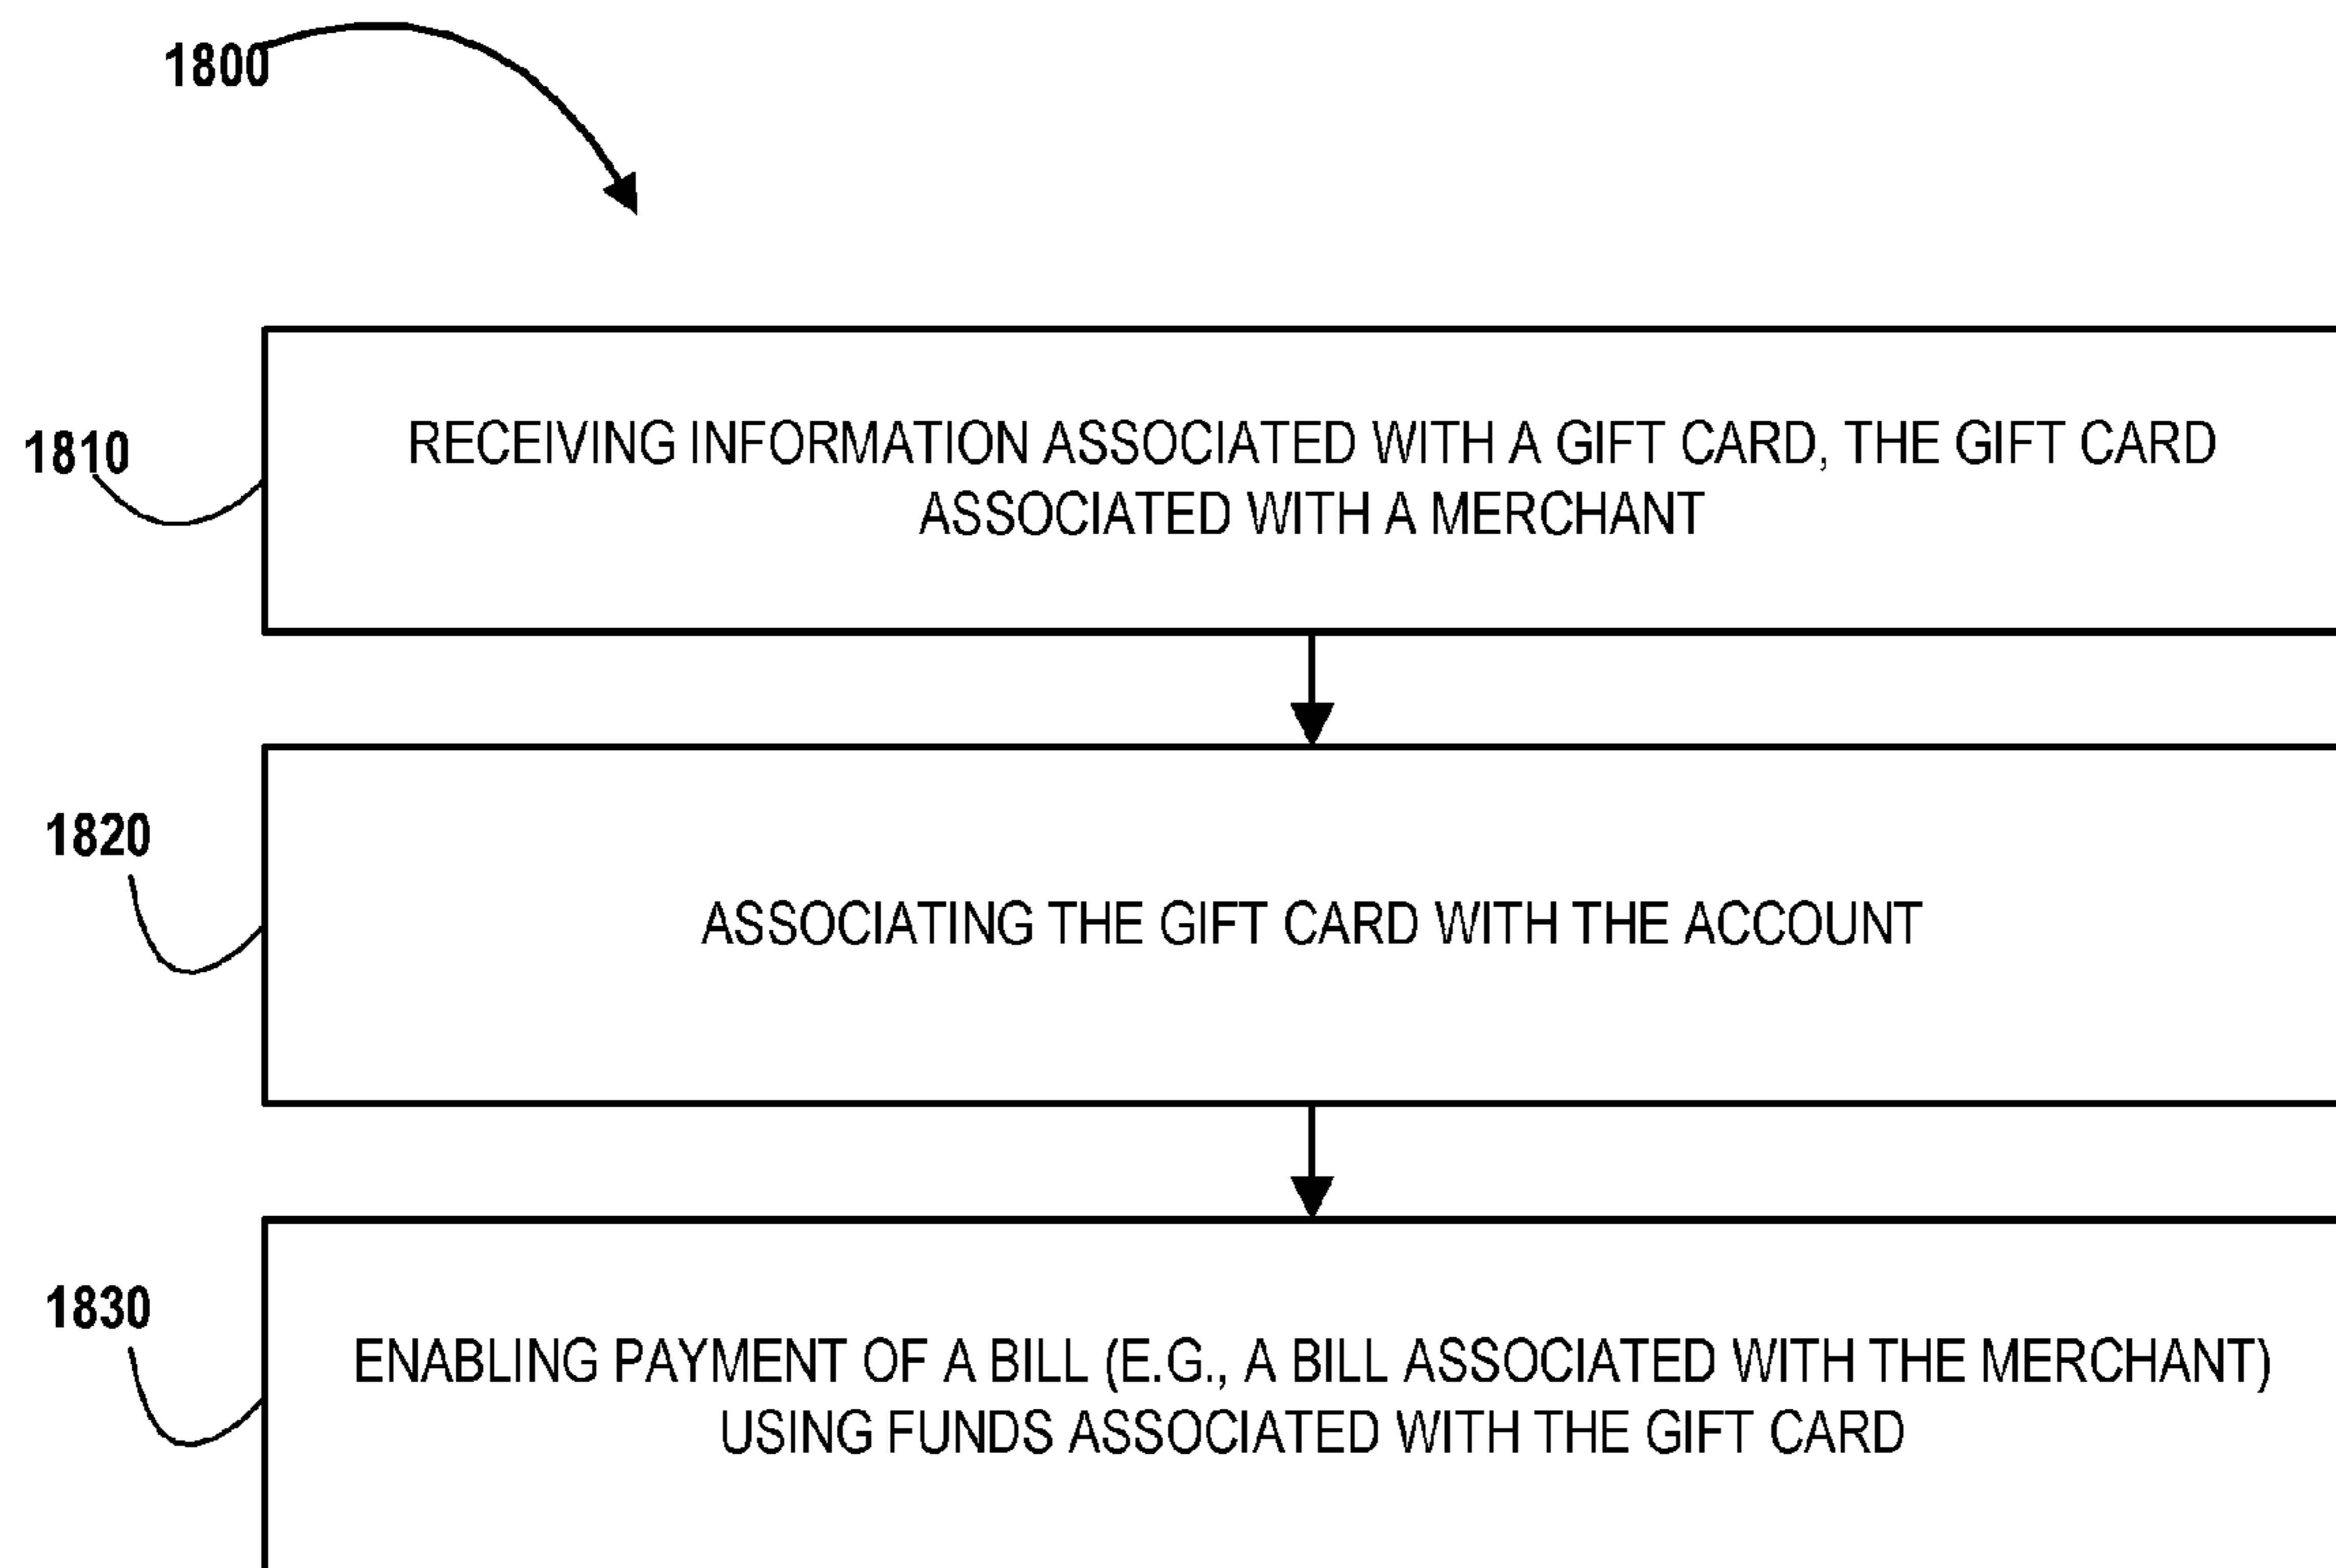 1800
1810
RECEIVING INFORMATION ASSOCIATED WITH A GIFT CARD, THE GIFT CARD
ASSOCIATED WITH A MERCHANT
1820
ASSOCIATING THE GIFT CARD WITH THE ACCOUNT
1830
ENABLING PAYMENT OF A BILL (E.G., A BILL ASSOCIATED WITH THE MERCHANT)
USING FUNDS ASSOCIATED WITH THE GIFT CARD